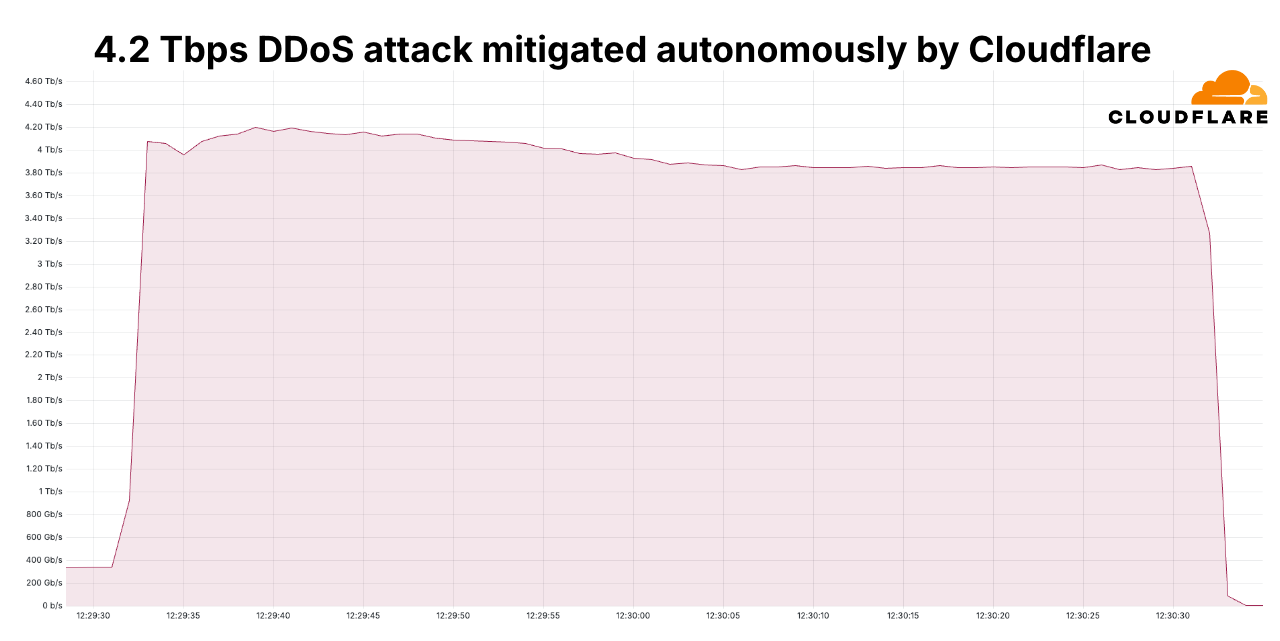 4.2 Tbps DDoS attack mitigated autonomously by Cloudflare
CLOUDFLARE
4.60 Tb/s
4.40 Tb/s
4.20 Tb/s
4 Tb/s
3.80 Tb/s
3.60 Tb/s
3.40 Tb/s
3.20 Tb/s
3 Tb/s
2.80 Tb/s
2.60 Tb/s
2.40 Tb/s
2.20 Tb/s
2 Tb/s
1.80 Tb/s
1.60 Tb/s
1.40 Tb/s
1.20 Tb/s
1 Tb/s
800 Gb/s
600 Gb/s
400 Gb/s
200 Gb/s
0 b/s
12:29:30 12:29:35 12:29:40 12:29:45 12:29:50 12:29:55 12:30:00 12:30:05 12:30:10 12:30:15 12:30:20 12:30:25 12:30:30